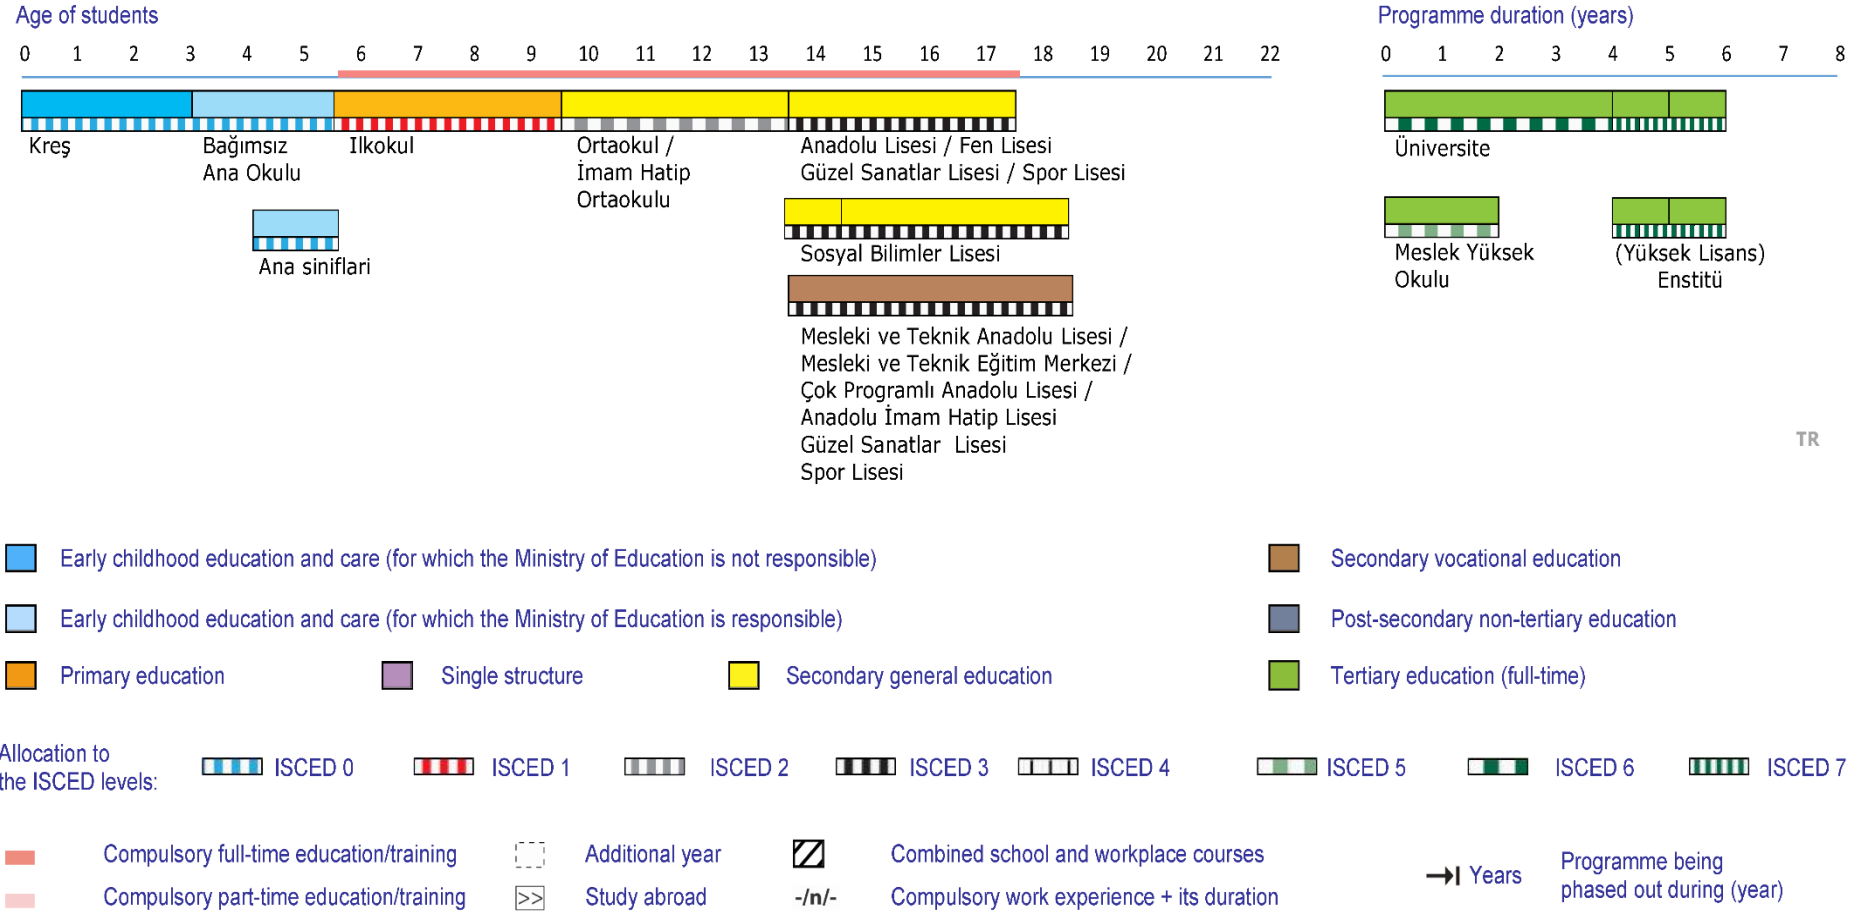 Age of students
Programme duration (years)
0 1 2 3 4 5 6 7 8 9 10 11 12 13 14 15 16 17 18 19 20 21 22
0 1 2 3 4 5 6 7 8
Kreş
Bağımsız
Ana Okulu
Ilkokul
Ortaokul /
İmam Hatip
Ortaokulu
Anadolu Lisesi / Fen Lisesi
Güzel Sanatlar Lisesi / Spor Lisesi
Üniversite
Ana siniflari
Sosyal Bilimler Lisesi
Meslek Yüksek
Okulu
(Yüksek Lisans)
Enstitü
Mesleki ve Teknik Anadolu Lisesi /
Mesleki ve Teknik Eğitim Merkezi /
Çok Programlı Anadolu Lisesi /
Anadolu İmam Hatip Lisesi
Güzel Sanatlar Lisesi
Spor Lisesi
TR
Early childhood education and care (for which the Ministry of Education is not responsible)
Secondary vocational education
Early childhood education and care (for which the Ministry of Education is responsible)
Post-secondary non-tertiary education
Primary education
Single structure
Secondary general education
Tertiary education (full-time)
Allocation to
the ISCED levels:
ISCED 0
ISCED 1
ISCED 2
ISCED 3
ISCED 4
ISCED 5
ISCED 6
ISCED 7
Compulsory full-time education/training
Additional year
Combined school and workplace courses
Years
Programme being
phased out during (year)
Compulsory part-time education/training
>> Study abroad
-/n/- Compulsory work experience + its duration